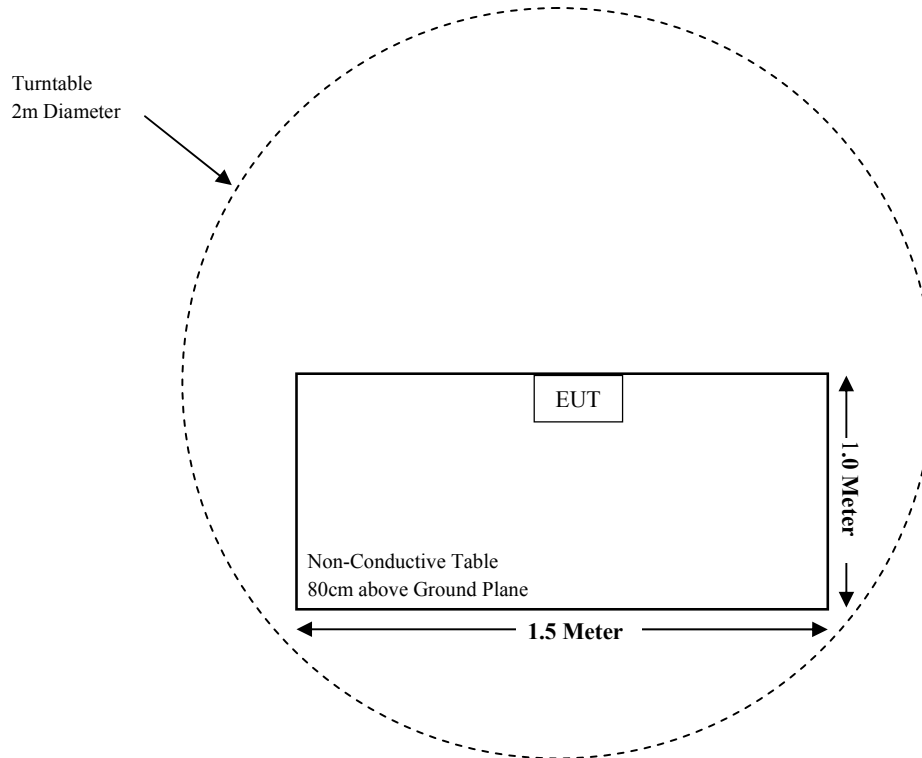 Turntable
2m Diameter
EUT
1.0 Meter
Non-Conductive Table
80cm above Ground Plane
1.5 Meter